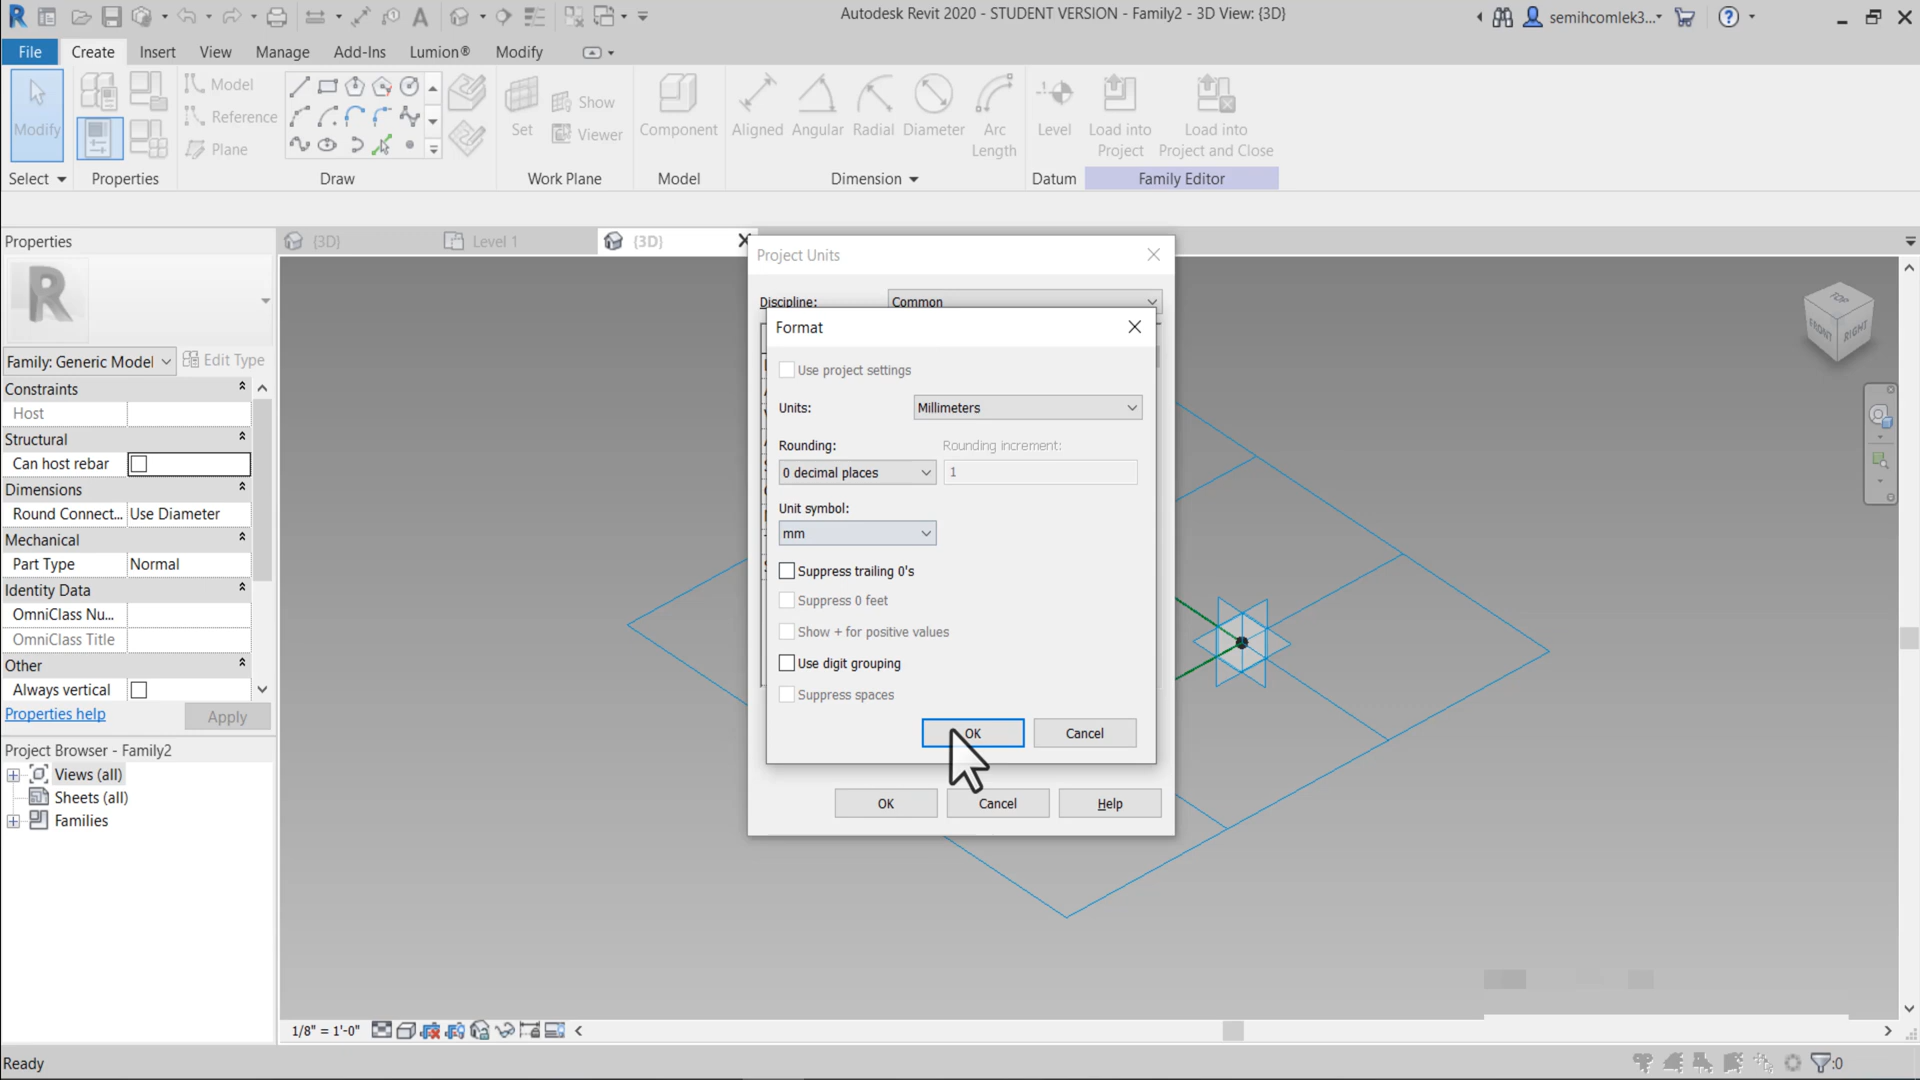 Autodesk Revit 2020 - STUDENT VERSION - Family2 - 3D View: {3D}
semihcomlek3...
File Create Insert View Manage Add-Ins Lumion® Modify
Modify
Model
Reference
Plane
Set
Show
Viewer
Component
Aligned Angular Radial Diameter Arc Length
Level
Load into Project
Load into Project and Close
Select Properties Draw Work Plane Model Dimension Datum Family Editor
Properties
{3D} Level 1 {3D}
R
Family: Generic Model Edit Type
Constraints
Host
Structural
Can host rebar
Dimensions
Round Connect... Use Diameter
Mechanical
Part Type Normal
Identity Data
OmniClass Nu...
OmniClass Title
Other
Always vertical
Properties help Apply
Project Browser - Family2
Views (all)
Sheets (all)
Families
Project Units
Discipline: Common
Format
Use project settings
Units: Millimeters
Rounding: Rounding increment:
0 decimal places 1
Unit symbol:
mm
Suppress trailing 0's
Suppress 0 feet
Show + for positive values
Use digit grouping
Suppress spaces
OK Cancel
OK Cancel Help
TOP
FRONT RIGHT
1/8" = 1'-0"
Ready
:0